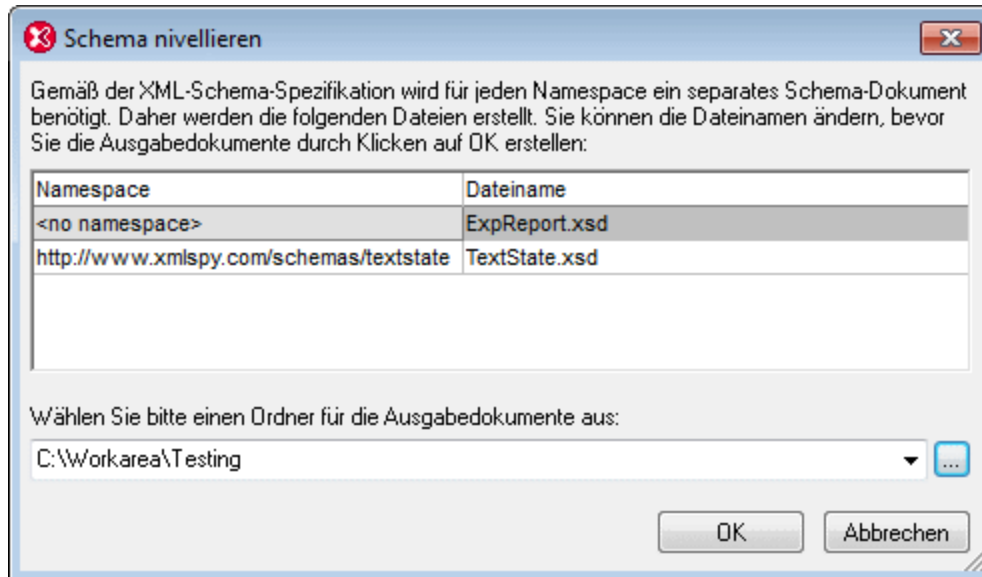 Schema nivellieren
Gemäß der XML-Schema-Spezifikation wird für jeden Namespace ein separates Schema-Dokument
benötigt. Daher werden die folgenden Dateien erstellt. Sie können die Dateinamen ändern, bevor
Sie die Ausgabedokumente durch Klicken auf OK erstellen:
Namespace Dateiname
<no namespace> ExpReport.xsd
http://www.xmlspy.com/schemas/textstate TextState.xsd
Wählen Sie bitte einen Ordner für die Ausgabedokumente aus:
C:\Workarea\Testing ...
OK Abbrechen